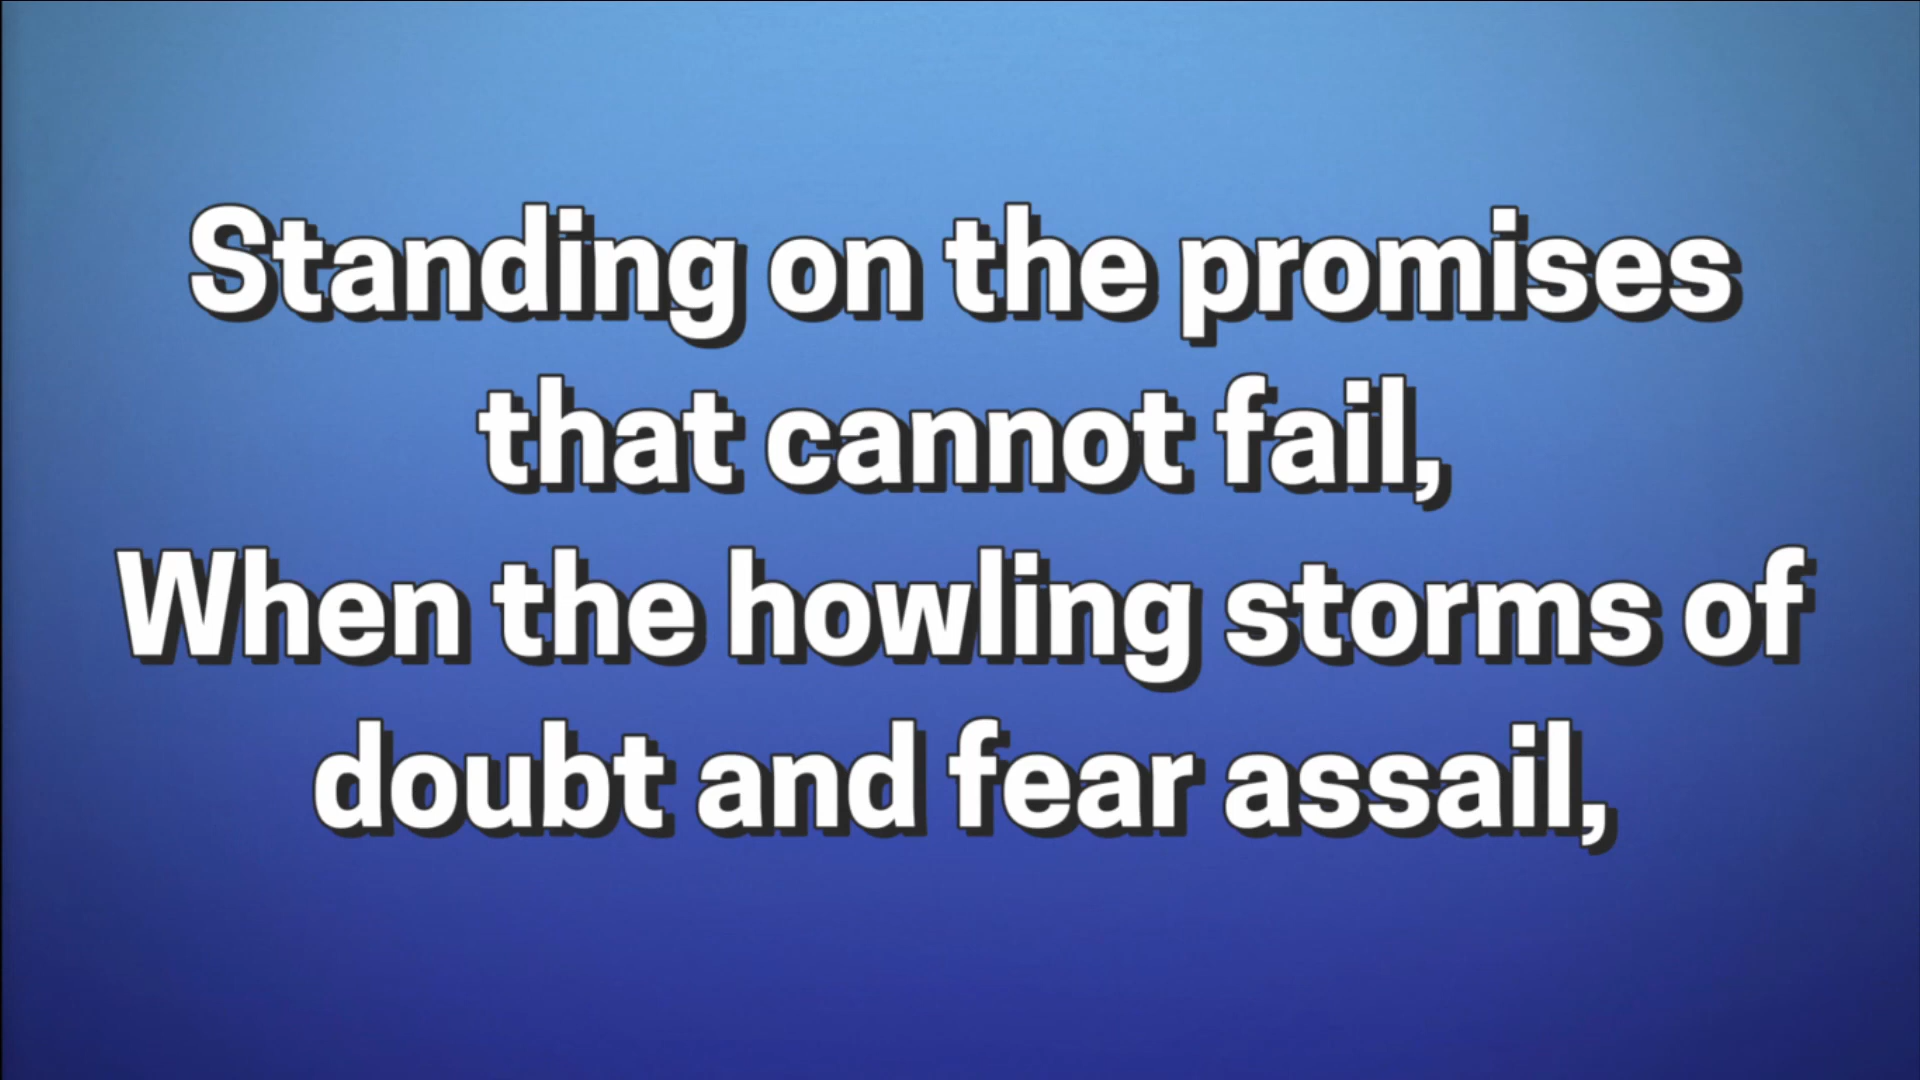 Standing on the promises
that cannot fail,
When the howling storms of
doubt and fear assail,